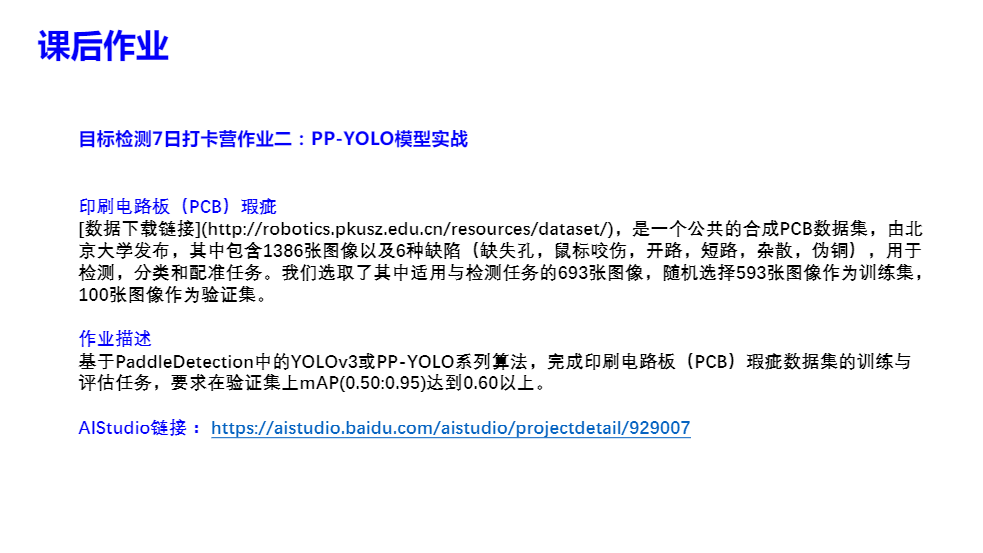 课后作业
目标检测7日打卡营作业二：PP-YOLO模型实战
印刷电路板（PCB）瑕疵
[数据下载链接](http://robotics.pkusz.edu.cn/resources/dataset/)，是一个公共的合成PCB数据集，由北
京大学发布，其中包含1386张图像以及6种缺陷（缺失孔，鼠标咬伤，开路，短路，杂散，伪铜），用于
检测，分类和配准任务。我们选取了其中适用与检测任务的693张图像，随机选择593张图像作为训练集，
100张图像作为验证集。
作业描述
基于PaddleDetection中的YOLOv3或PP-YOLO系列算法，完成印刷电路板（PCB）瑕疵数据集的训练与
评估任务，要求在验证集上mAP(0.50:0.95)达到0.60以上。
AIStudio链接： https://aistudio.baidu.com/aistudio/projectdetail/929007